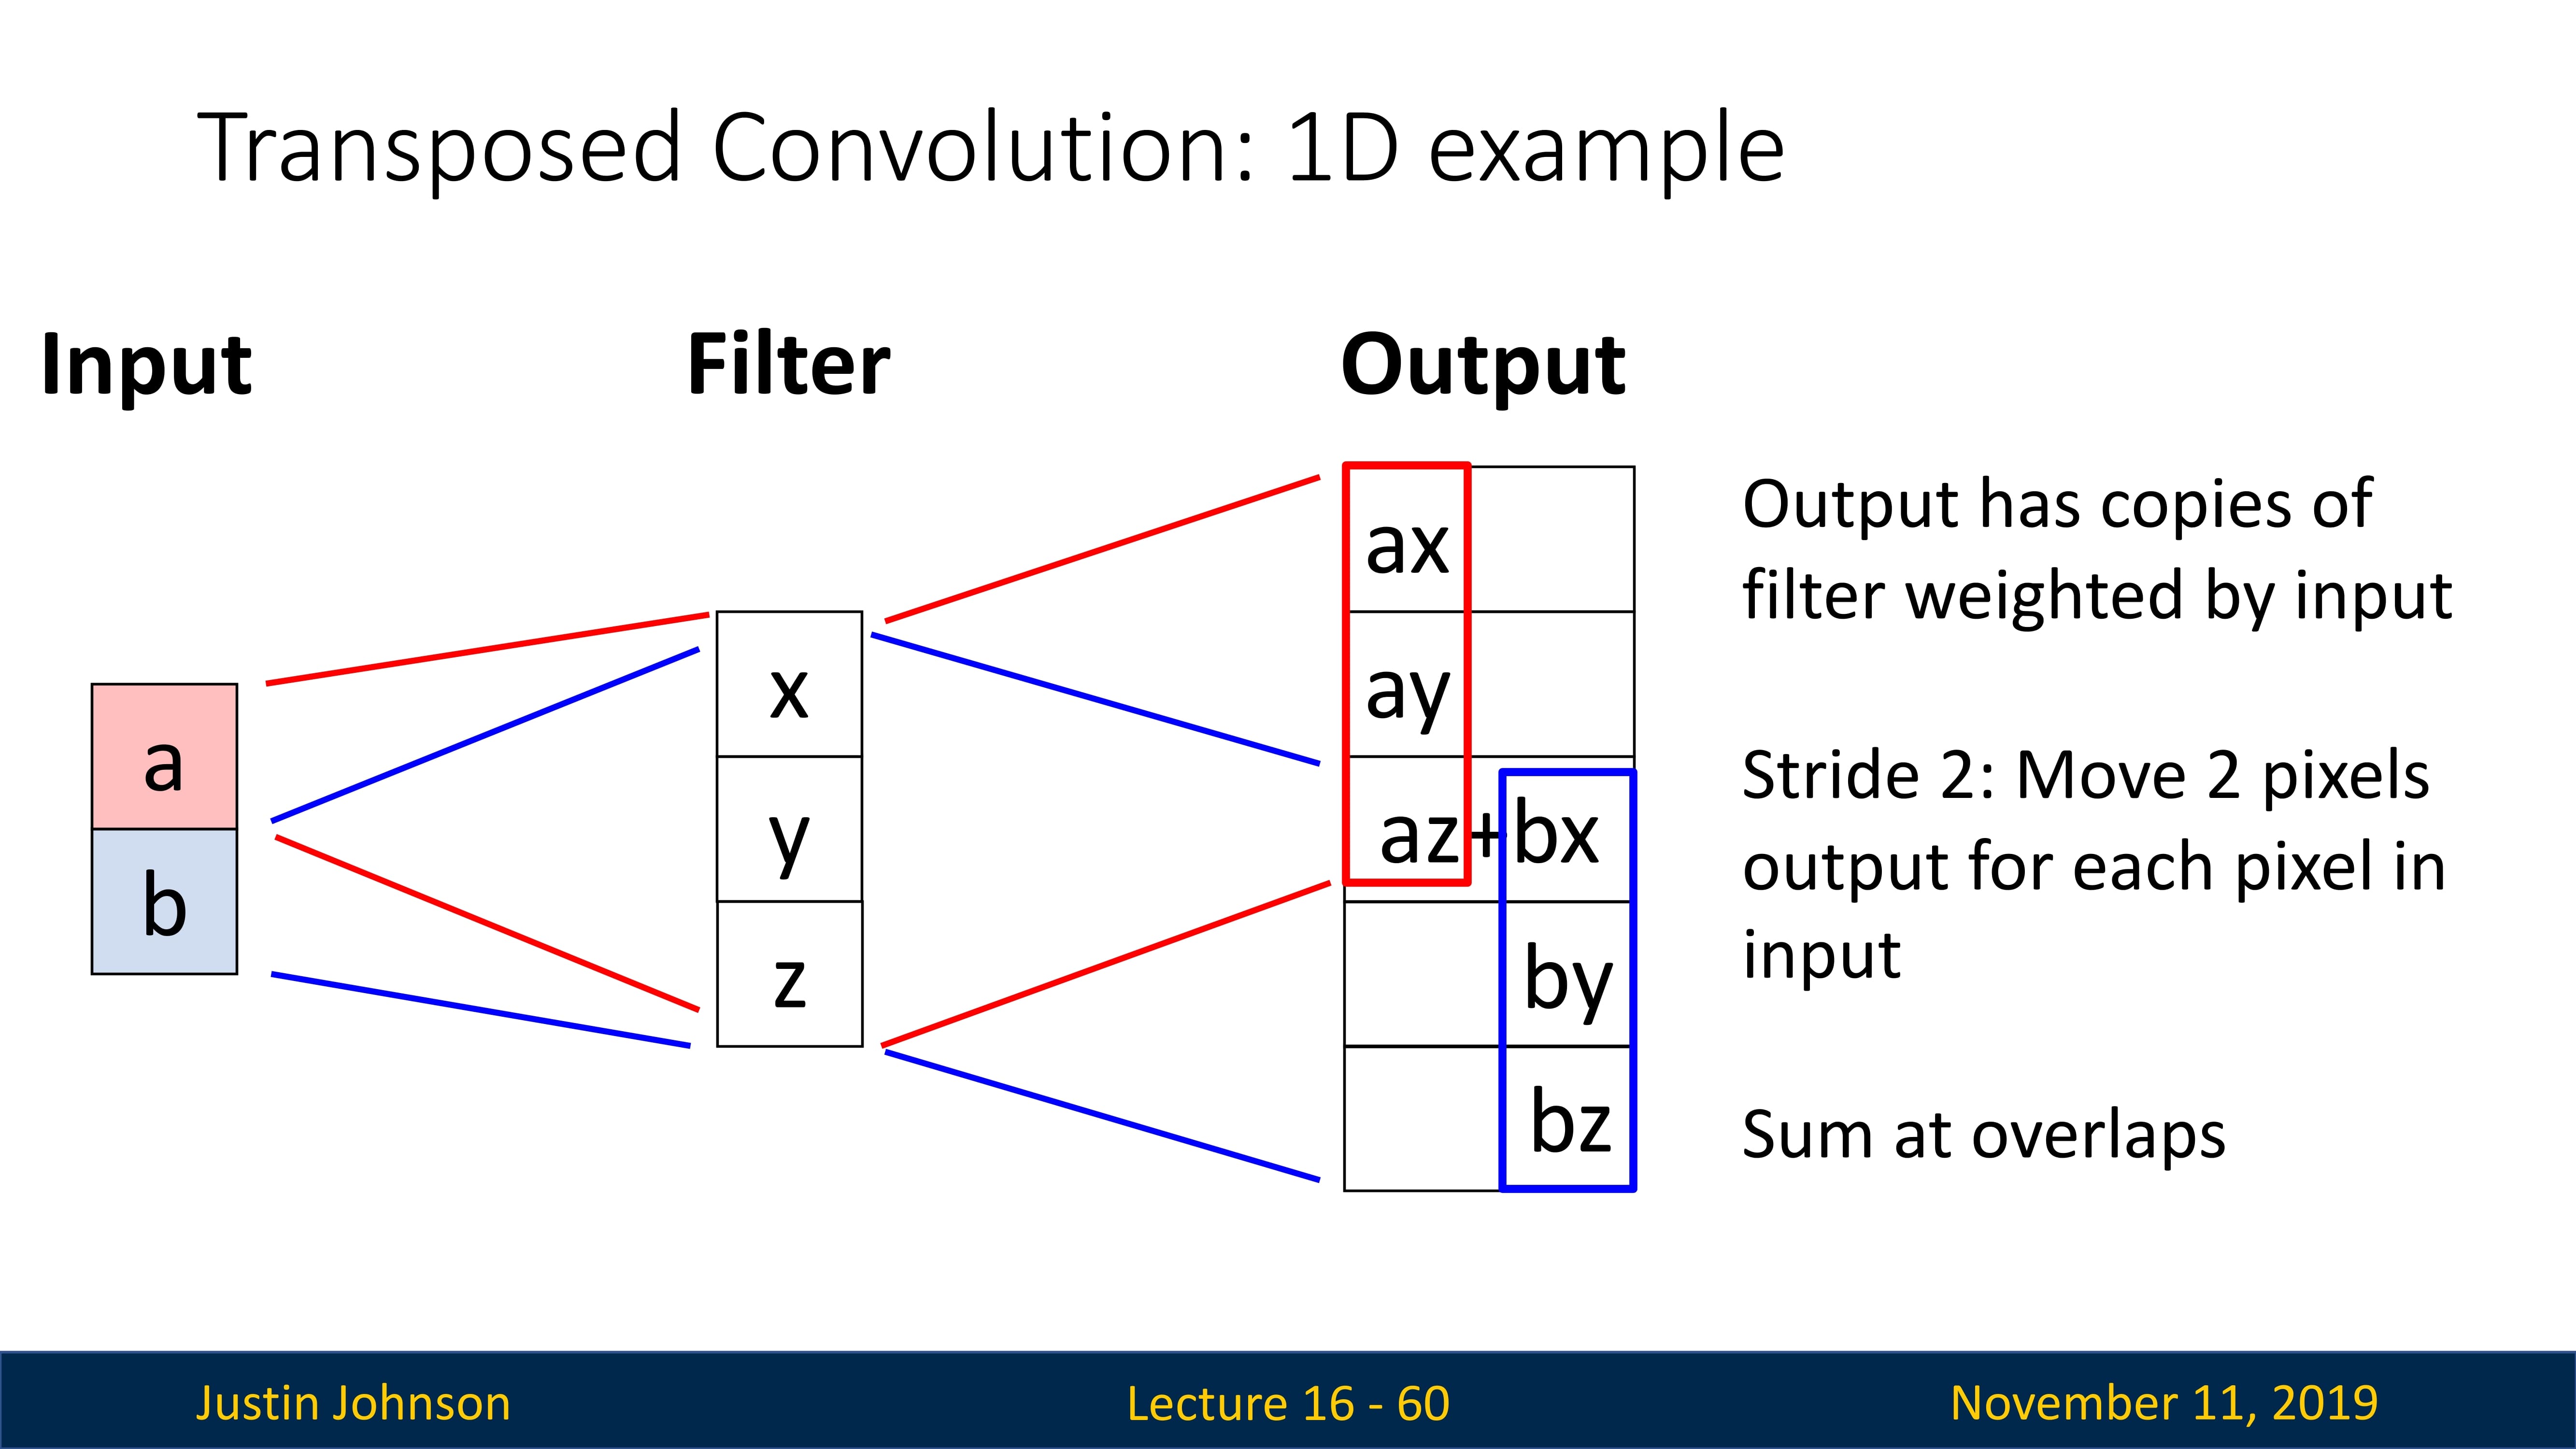 Transposed Convolution: 1D example
Input
Filter
Output
a
b
x
y
z
ax
ay
az+bx
by
bz
Output has copies of
filter weighted by input
Stride 2: Move 2 pixels
output for each pixel in
input
Sum at overlaps
Justin Johnson
Lecture 16 - 60
November 11, 2019